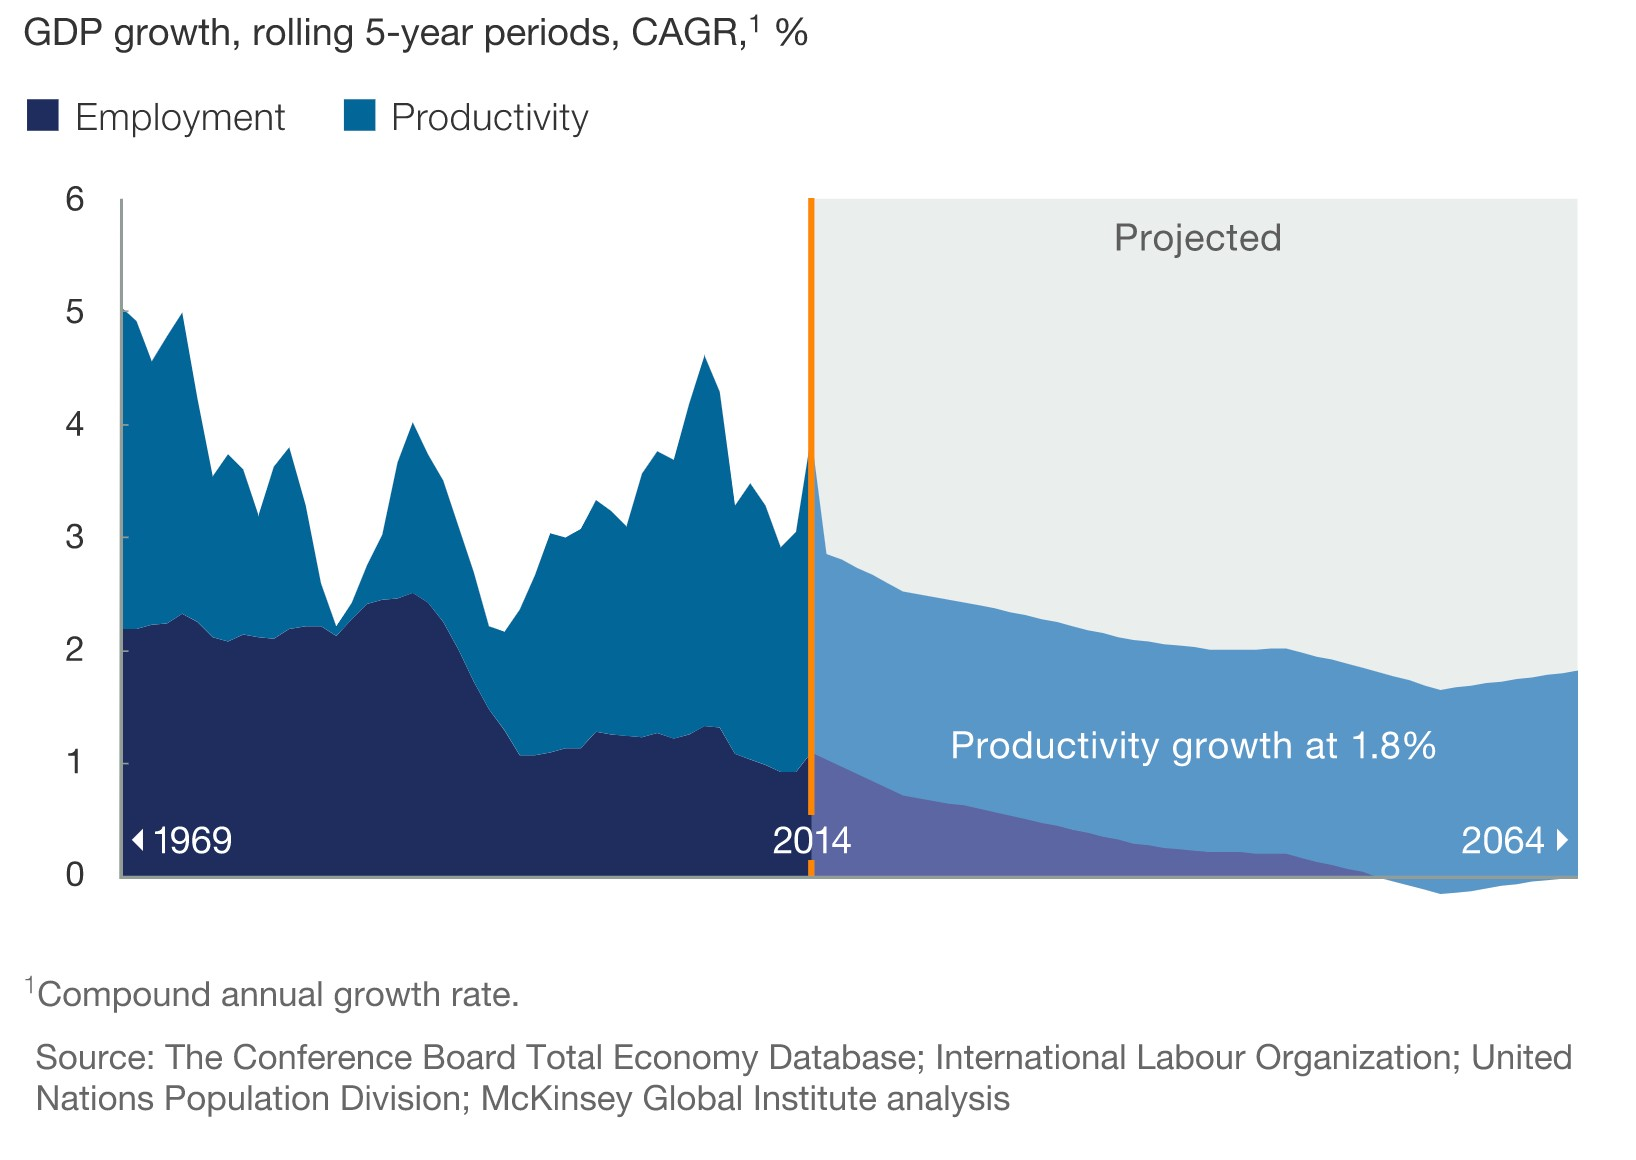 GDP growth, rolling 5-year periods, CAGR,¹ %
Employment Productivity
6
Projected
5
4
3
2
Productivity growth at 1.8%
1
1969 2014 2064
0
¹Compound annual growth rate.
Source: The Conference Board Total Economy Database; International Labour Organization; United
Nations Population Division; McKinsey Global Institute analysis